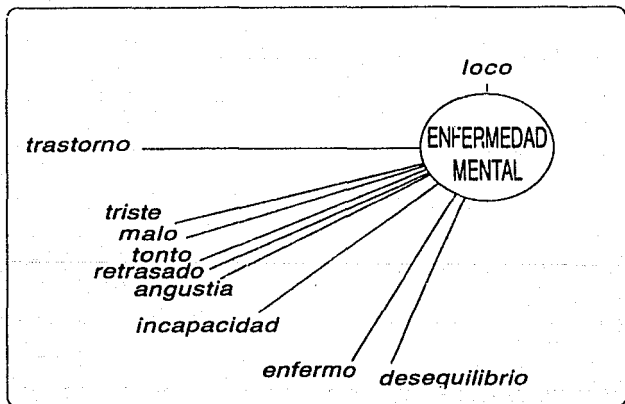 loco
ENFERMEDAD
MENTAL
trastorno
triste
malo
tonto
retrasado
angustia
incapacidad
enfermo
desequilibrio